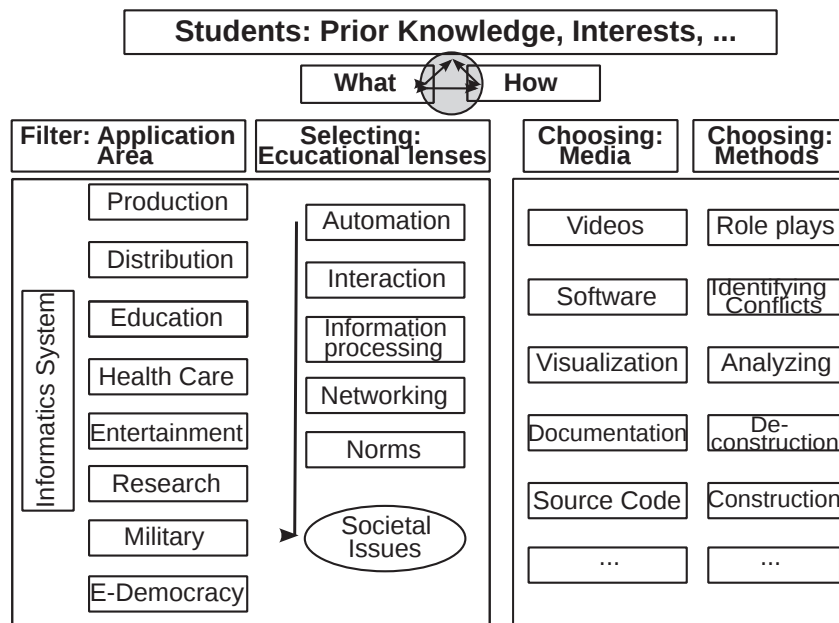 Students: Prior Knowledge, Interests, ...
What
How
Filter: Application
Area
Selecting:
Ecucational lenses
Choosing:
Media
Choosing:
Methods
Informatics System
Production
Distribution
Education
Health Care
Entertainment
Research
Military
E-Democracy
Automation
Interaction
Information
processing
Networking
Norms
Societal
Issues
Videos
Software
Visualization
Documentation
Source Code
...
Role plays
Identifying
Conflicts
Analyzing
De-
construction
Construction
...